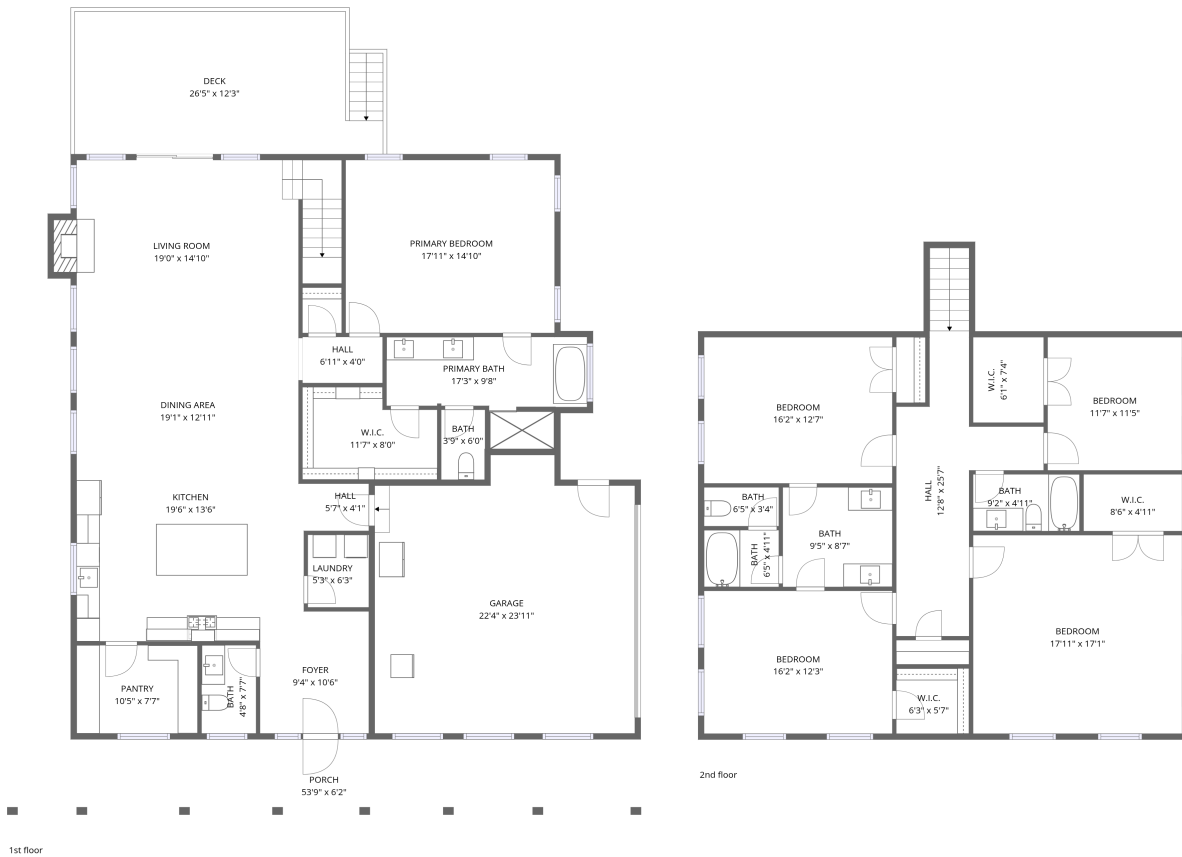 DECK
26'5" x 12'3"
LIVING ROOM
19'0" x 14'10"
PRIMARY BEDROOM
17'11" x 14'10"
HALL
6'11" x 4'0"
PRIMARY BATH
17'3" x 9'8"
DINING AREA
19'1" x 12'11"
W.I.C.
11'7" x 8'0"
BATH
3'9" x 6'0"
KITCHEN
19'6" x 13'6"
HALL
5'7" x 4'1"
LAUNDRY
5'3" x 6'3"
GARAGE
22'4" x 23'11"
FOYER
9'4" x 10'6"
PANTRY
10'5" x 7'7"
BATH
4'8" x 7'7"
PORCH
53'9" x 6'2"
1st floor
BEDROOM
16'2" x 12'7"
W.I.C.
6'1" x 7'4"
BEDROOM
11'7" x 11'5"
HALL
12'8" x 25'7"
BATH
6'5" x 3'4"
BATH
9'2" x 4'11"
W.I.C.
8'6" x 4'11"
BATH
6'5" x 4'11"
BATH
9'5" x 8'7"
BEDROOM
16'2" x 12'3"
BEDROOM
17'11" x 17'1"
W.I.C.
6'3" x 5'7"
2nd floor